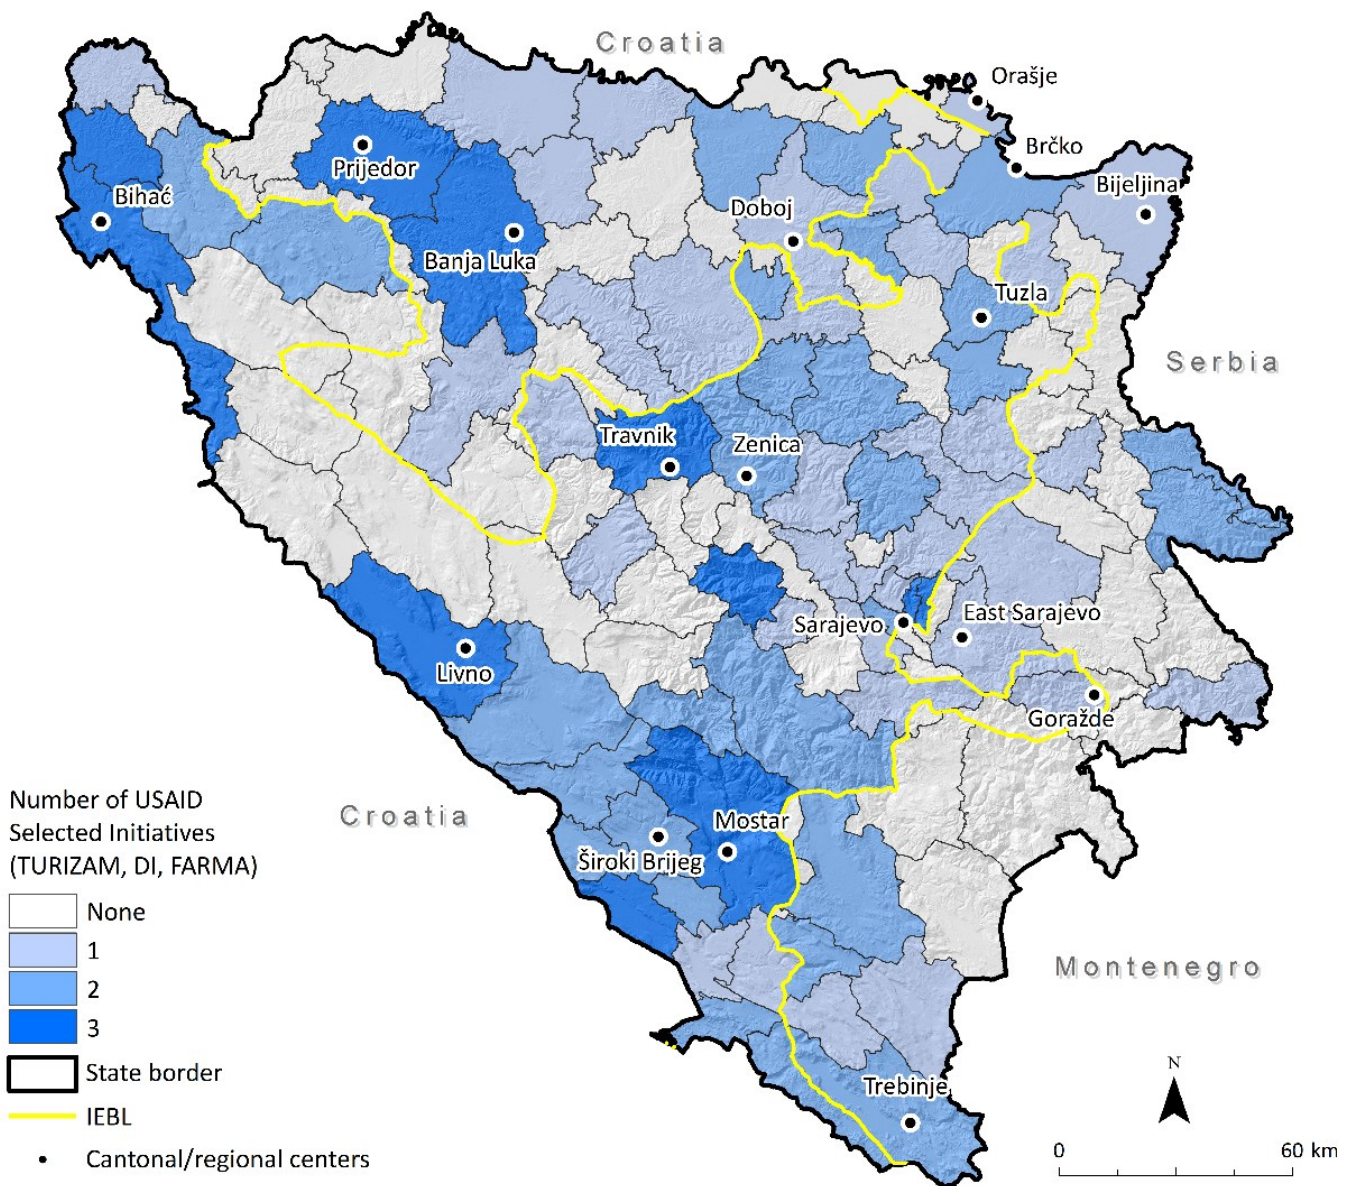 Croatia
Orašje
Brčko
Prijedor
Bihać
Bijeljina
Doboj
Banja Luka
Tuzla
Serbia
Travnik
Zenica
Sarajevo
East Sarajevo
Livno
Goražde
Number of USAID
Selected Initiatives
(TURIZAM, DI, FARMA)
Croatia
Mostar
Široki Brijeg
None
1
2
3
Montenegro
State border
IEBL
Cantonal/regional centers
Trebinje
N
0 60 km